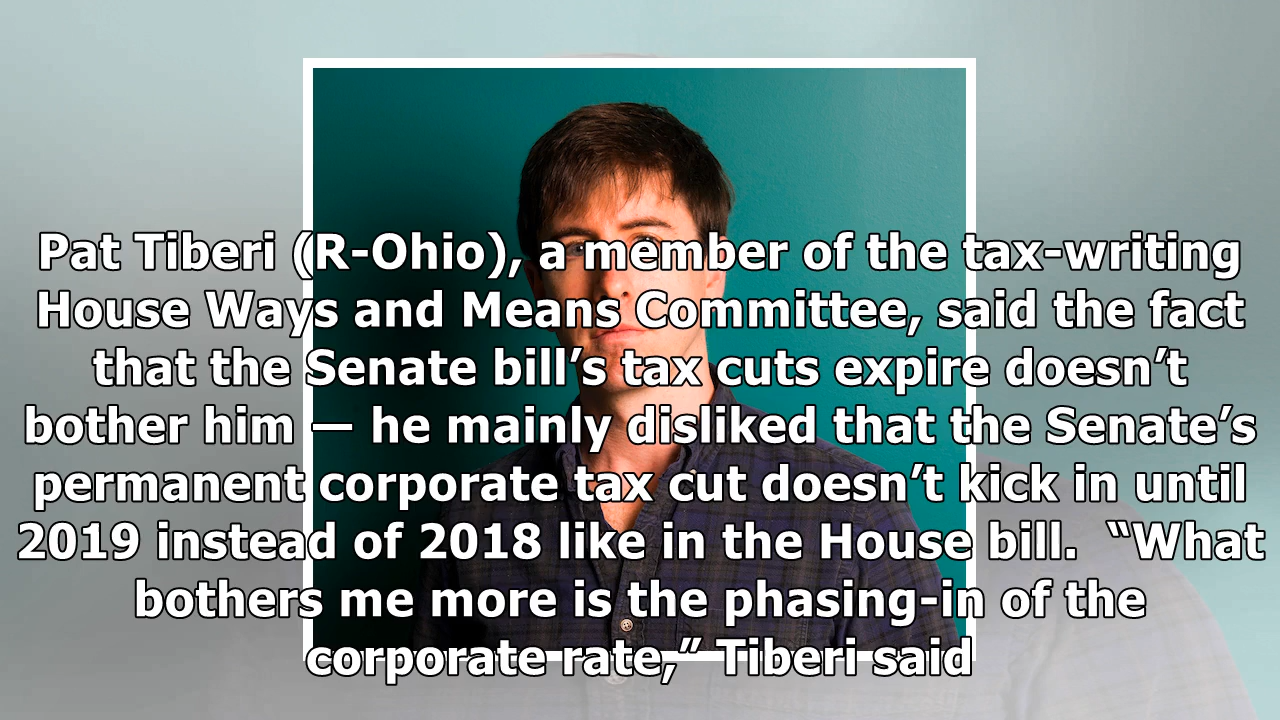 Pat Tiberi (R-Ohio), a member of the tax-writing
House Ways and Means Committee, said the fact
that the Senate bill’s tax cuts expire doesn’t
bother him — he mainly disliked that the Senate’s
permanent corporate tax cut doesn’t kick in until
2019 instead of 2018 like in the House bill.  “What
bothers me more is the phasing-in of the
corporate rate,” Tiberi said